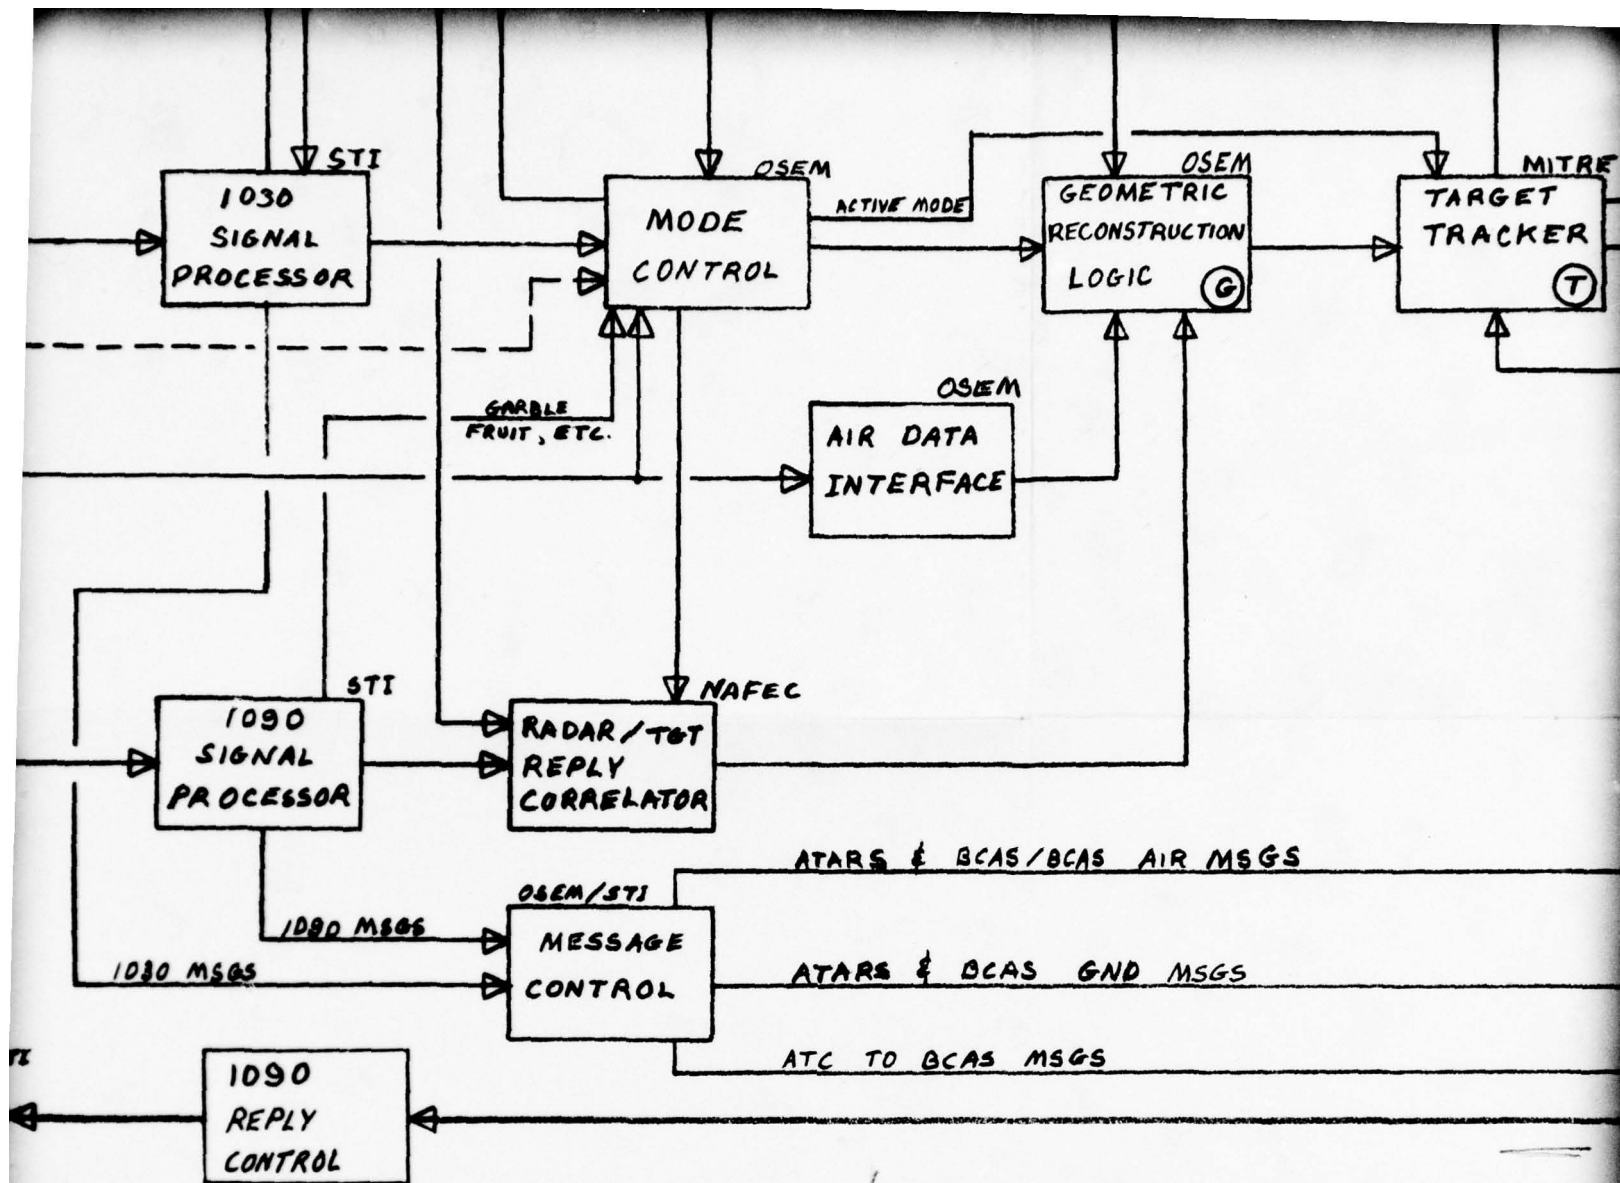 STI
1030
SIGNAL
PROCESSOR
OSEM
MODE
CONTROL
ACTIVE MODE
OSEM
GEOMETRIC
RECONSTRUCTION
LOGIC
G
MITRE
TARGET
TRACKER
T
GARBLE
FRUIT, ETC.
OSEM
AIR DATA
INTERFACE
STI
1090
SIGNAL
PROCESSOR
NAFEC
RADAR/TGT
REPLY
CORRELATOR
ATARS & BCAS/BCAS AIR MSGS
OSEM/STI
1090 MSGS
MESSAGE
CONTROL
1030 MSGS
ATARS & BCAS GND MSGS
ATC TO BCAS MSGS
1090
REPLY
CONTROL